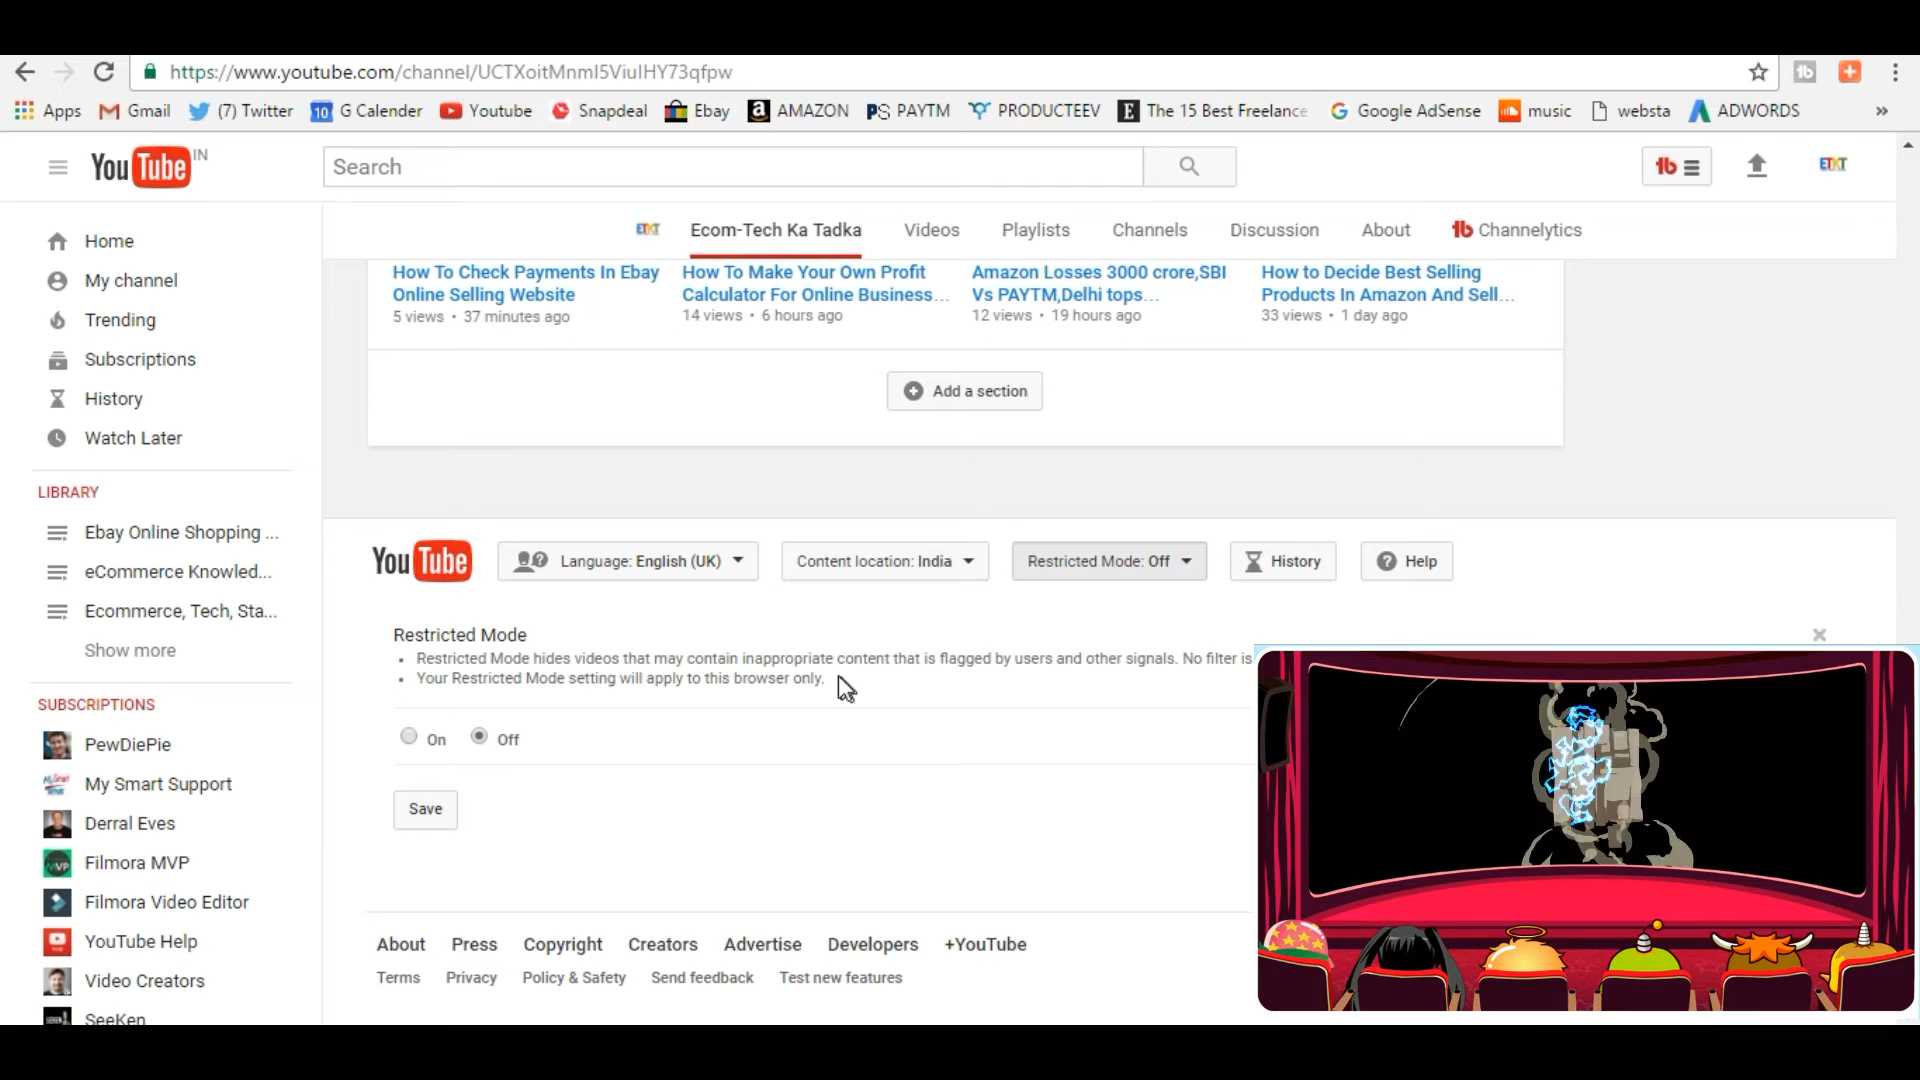 https://www.youtube.com/channel/UCTXoitMnmI5ViuIHY73qfpw
Apps Gmail (7) Twitter 10 G Calender Youtube Snapdeal Ebay a AMAZON PS PAYTM PRODUCTEEV E The 15 Best Freelance G Google AdSense music websta ADWORDS »
YouTube IN
Search
ETKT
ETKT Ecom-Tech Ka Tadka Videos Playlists Channels Discussion About Channelytics
Home
My channel
Trending
Subscriptions
History
Watch Later
LIBRARY
Ebay Online Shopping ...
eCommerce Knowled...
Ecommerce, Tech, Sta...
Show more
SUBSCRIPTIONS
PewDiePie
My Smart Support
Derral Eves
Filmora MVP
Filmora Video Editor
YouTube Help
Video Creators
SeeKen
How To Check Payments In Ebay
Online Selling Website
5 views • 37 minutes ago
How To Make Your Own Profit
Calculator For Online Business...
14 views • 6 hours ago
Amazon Losses 3000 crore,SBI
Vs PAYTM,Delhi tops...
12 views • 19 hours ago
How to Decide Best Selling
Products In Amazon And Sell...
33 views • 1 day ago
Add a section
YouTube Language: English (UK) Content location: India Restricted Mode: Off History Help
Restricted Mode
• Restricted Mode hides videos that may contain inappropriate content that is flagged by users and other signals. No filter is
• Your Restricted Mode setting will apply to this browser only.
On Off
Save
About Press Copyright Creators Advertise Developers +YouTube
Terms Privacy Policy & Safety Send feedback Test new features